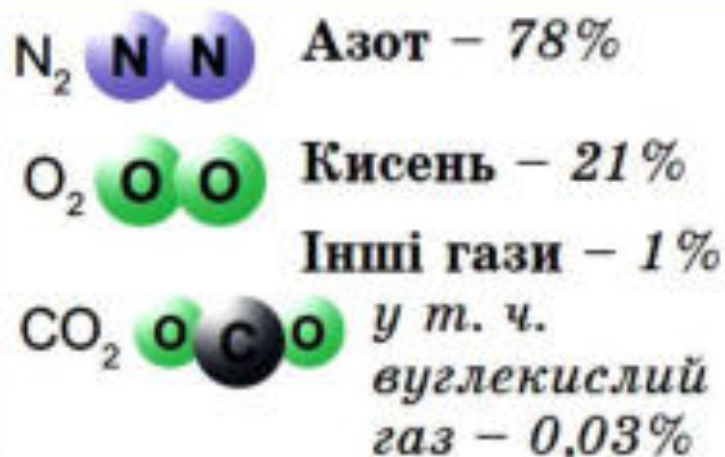 N₂ N N Азот – 78%
O₂ O O Кисень – 21%
Інші гази – 1%
CO₂ O C O у т. ч.
вуглекислий
газ – 0,03%